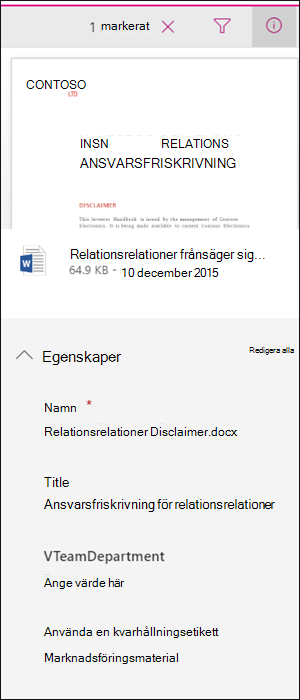 1 markerat
CONTOSO
LTD
INSN RELATIONS
ANSVARSFRISKRIVNING
DISCLAIMER
This Investor Handbook is issued by the management of Contoso
Electronics. It is being made available to current Contoso Electronics
Relationsrelationer frånsäger sig...
64.9 KB - 10 december 2015
Egenskaper
Redigera alla
Namn *
Relationsrelationer Disclaimer.docx
Title
Ansvarsfriskrivning för relationsrelationer
VTeamDepartment
Ange värde här
Använda en kvarhållningsetikett
Marknadsföringsmaterial